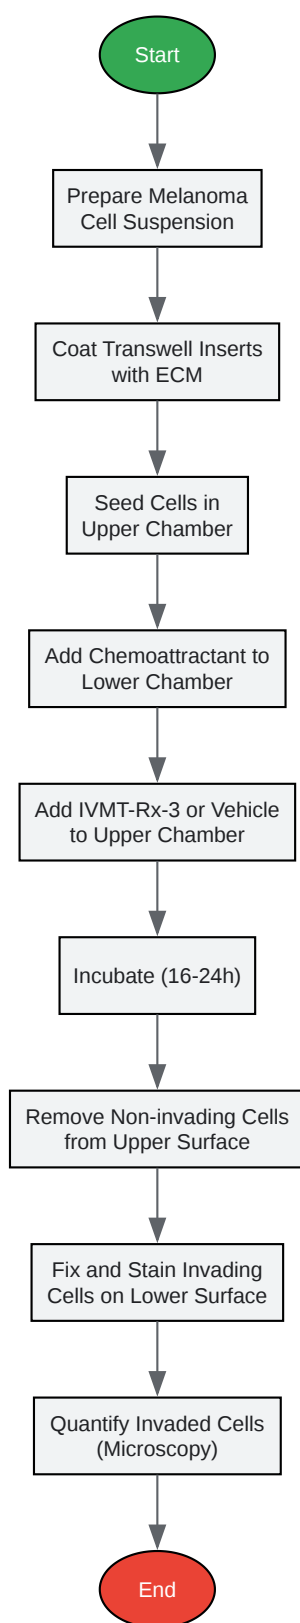 Start
Prepare Melanoma
Cell Suspension
Coat Transwell Inserts
with ECM
Seed Cells in
Upper Chamber
Add Chemoattractant to
Lower Chamber
Add IVMT-Rx-3 or Vehicle
to Upper Chamber
Incubate (16-24h)
Remove Non-invading Cells
from Upper Surface
Fix and Stain Invading
Cells on Lower Surface
Quantify Invaded Cells
(Microscopy)
End